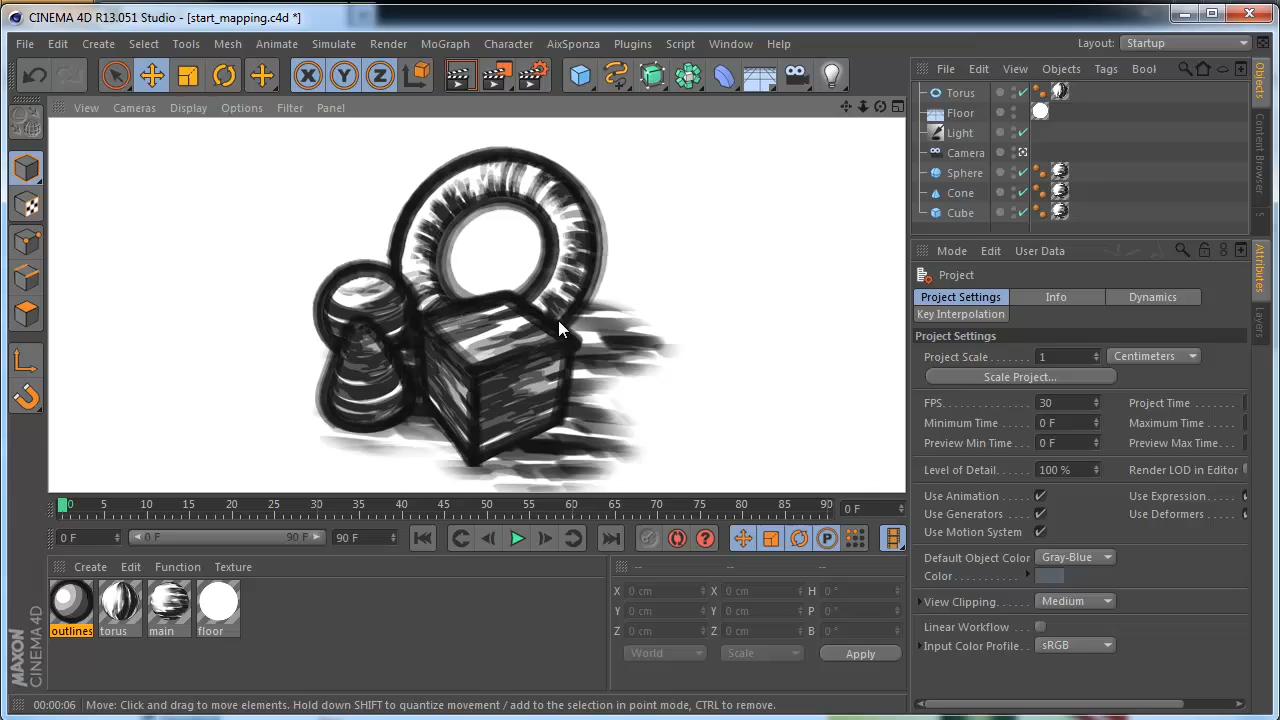 CINEMA 4D R13.051 Studio - [start_mapping.c4d *]
File Edit Create Select Tools Mesh Animate Simulate Render MoGraph Character AixSponza Plugins Script Window Help Layout: Startup
File Edit View Objects Tags Bool
View Cameras Display Options Filter Panel
Torus
Floor
Light
Camera
Sphere
Cone
Cube
Objects
Content Browser
S
Mode Edit User Data
Attributes
Layers
Project
Project Settings Info Dynamics
Key Interpolation
Project Settings
Project Scale 1 Centimeters
Scale Project...
FPS 30 Project Time
Minimum Time 0 F Maximum Time
Preview Min Time 0 F Preview Max Time
Level of Detail 100 % Render LOD in Editor
Use Animation Use Expression
Use Generators Use Deformers
Use Motion System
Default Object Color Gray-Blue
Color
View Clipping Medium
Linear Workflow
Input Color Profile sRGB
0 5 10 15 20 25 30 35 40 45 50 55 60 65 70 75 80 85 90 0 F
0 F 0 F 90 F 90 F
Create Edit Function Texture
-- -- --
outlines torus main floor
X 0 cm X 0 cm H 0 °
Y 0 cm Y 0 cm P 0 °
Z 0 cm Z 0 cm B 0 °
World Scale Apply
MAXON
CINEMA 4D
00:00:06 Move: Click and drag to move elements. Hold down SHIFT to quantize movement / add to the selection in point mode, CTRL to remove.